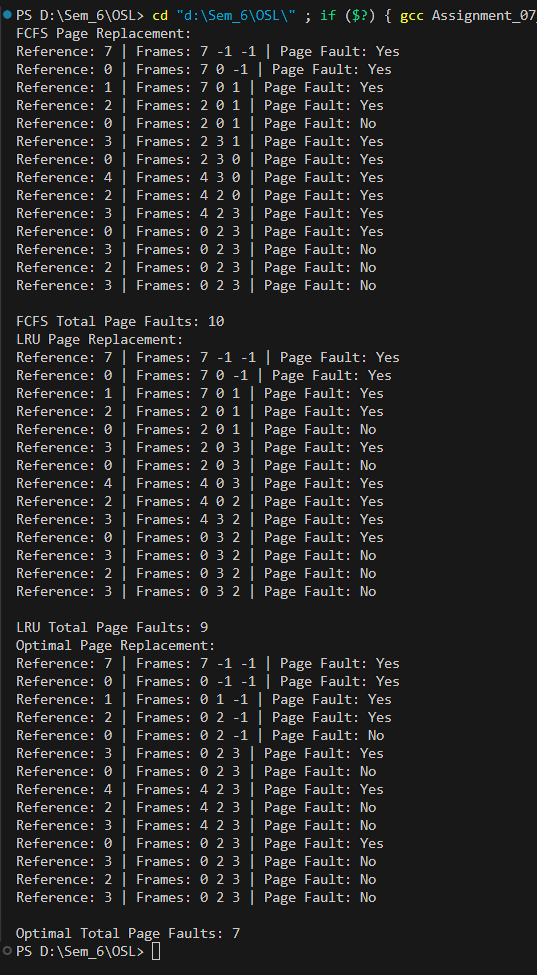 PS D:\Sem_6\OSL> cd "d:\Sem_6\OSL\" ; if ($?) { gcc Assignment_07
FCFS Page Replacement:
Reference: 7 | Frames: 7 -1 -1 | Page Fault: Yes
Reference: 0 | Frames: 7 0 -1 | Page Fault: Yes
Reference: 1 | Frames: 7 0 1 | Page Fault: Yes
Reference: 2 | Frames: 2 0 1 | Page Fault: Yes
Reference: 0 | Frames: 2 0 1 | Page Fault: No
Reference: 3 | Frames: 2 3 1 | Page Fault: Yes
Reference: 0 | Frames: 2 3 0 | Page Fault: Yes
Reference: 4 | Frames: 4 3 0 | Page Fault: Yes
Reference: 2 | Frames: 4 2 0 | Page Fault: Yes
Reference: 3 | Frames: 4 2 3 | Page Fault: Yes
Reference: 0 | Frames: 0 2 3 | Page Fault: Yes
Reference: 3 | Frames: 0 2 3 | Page Fault: No
Reference: 2 | Frames: 0 2 3 | Page Fault: No
Reference: 3 | Frames: 0 2 3 | Page Fault: No

FCFS Total Page Faults: 10
LRU Page Replacement:
Reference: 7 | Frames: 7 -1 -1 | Page Fault: Yes
Reference: 0 | Frames: 7 0 -1 | Page Fault: Yes
Reference: 1 | Frames: 7 0 1 | Page Fault: Yes
Reference: 2 | Frames: 2 0 1 | Page Fault: Yes
Reference: 0 | Frames: 2 0 1 | Page Fault: No
Reference: 3 | Frames: 2 0 3 | Page Fault: Yes
Reference: 0 | Frames: 2 0 3 | Page Fault: No
Reference: 4 | Frames: 4 0 3 | Page Fault: Yes
Reference: 2 | Frames: 4 0 2 | Page Fault: Yes
Reference: 3 | Frames: 4 3 2 | Page Fault: Yes
Reference: 0 | Frames: 0 3 2 | Page Fault: Yes
Reference: 3 | Frames: 0 3 2 | Page Fault: No
Reference: 2 | Frames: 0 3 2 | Page Fault: No
Reference: 3 | Frames: 0 3 2 | Page Fault: No

LRU Total Page Faults: 9
Optimal Page Replacement:
Reference: 7 | Frames: 7 -1 -1 | Page Fault: Yes
Reference: 0 | Frames: 0 -1 -1 | Page Fault: Yes
Reference: 1 | Frames: 0 1 -1 | Page Fault: Yes
Reference: 2 | Frames: 0 2 -1 | Page Fault: Yes
Reference: 0 | Frames: 0 2 -1 | Page Fault: No
Reference: 3 | Frames: 0 2 3 | Page Fault: Yes
Reference: 0 | Frames: 0 2 3 | Page Fault: No
Reference: 4 | Frames: 4 2 3 | Page Fault: Yes
Reference: 2 | Frames: 4 2 3 | Page Fault: No
Reference: 3 | Frames: 4 2 3 | Page Fault: No
Reference: 0 | Frames: 0 2 3 | Page Fault: Yes
Reference: 3 | Frames: 0 2 3 | Page Fault: No
Reference: 2 | Frames: 0 2 3 | Page Fault: No
Reference: 3 | Frames: 0 2 3 | Page Fault: No

Optimal Total Page Faults: 7
PS D:\Sem_6\OSL>